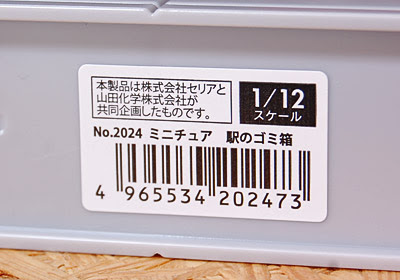 本製品は株式会社セリアと
山田化学株式会社が
共同企画したものです。
1/12
スケール
No.2024 ミニチュア 駅のゴミ箱
4 965534 202473